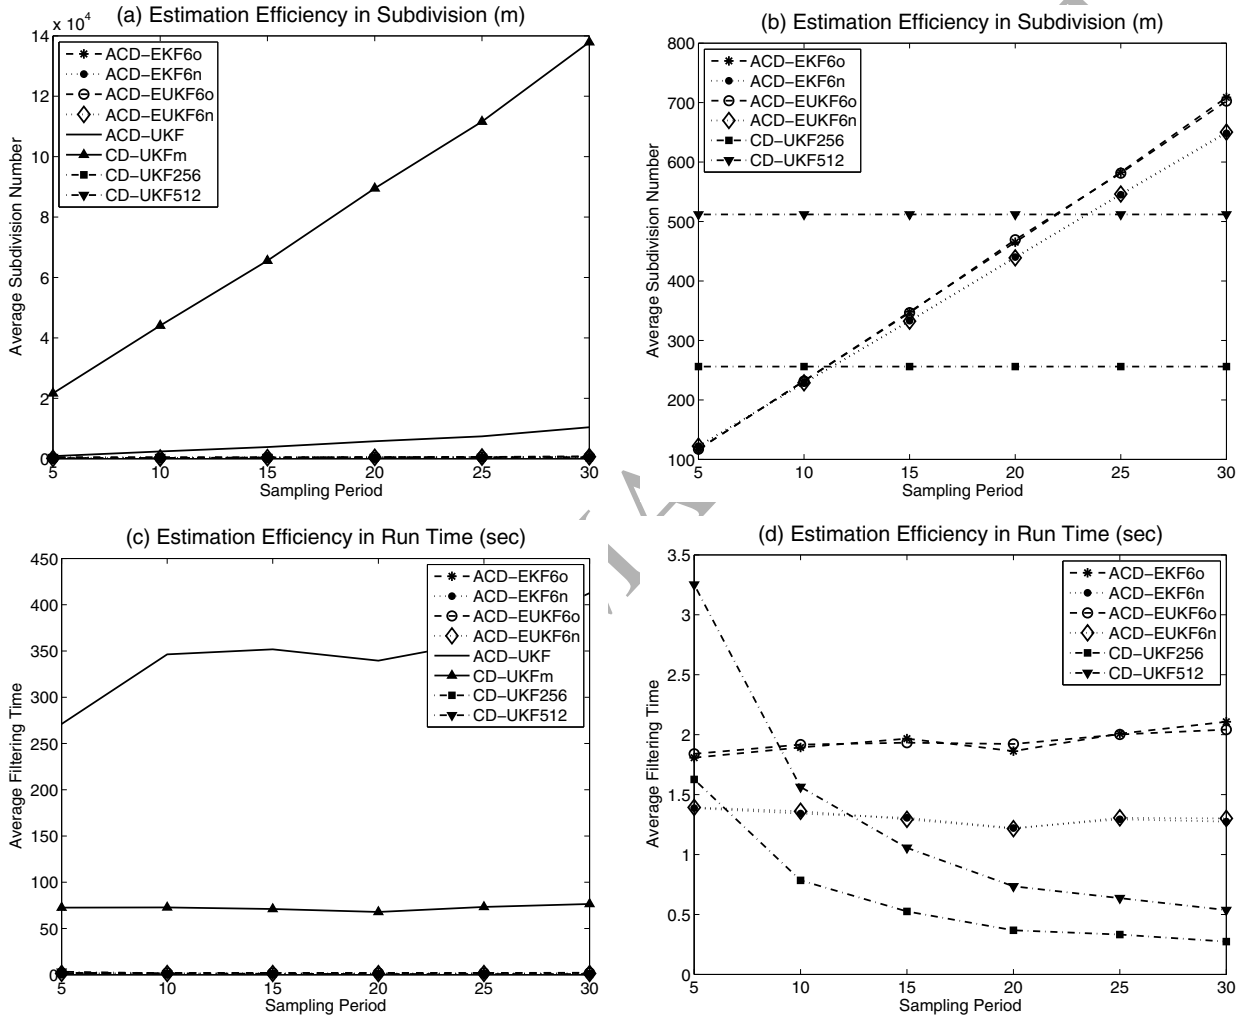 (a) Estimation Efficiency in Subdivision (m)
x 10^4
14
12
10
8
6
4
2
0
5 10 15 20 25 30
Average Subdivision Number
Sampling Period
ACD-EKF6o
ACD-EKF6n
ACD-EUKF6o
ACD-EUKF6n
ACD-UKF
CD-UKFm
CD-UKF256
CD-UKF512
(b) Estimation Efficiency in Subdivision (m)
800
700
600
500
400
300
200
100
5 10 15 20 25 30
Average Subdivision Number
Sampling Period
ACD-EKF6o
ACD-EKF6n
ACD-EUKF6o
ACD-EUKF6n
CD-UKF256
CD-UKF512
(c) Estimation Efficiency in Run Time (sec)
450
400
350
300
250
200
150
100
50
0
5 10 15 20 25 30
Average Filtering Time
Sampling Period
ACD-EKF6o
ACD-EKF6n
ACD-EUKF6o
ACD-EUKF6n
ACD-UKF
CD-UKFm
CD-UKF256
CD-UKF512
(d) Estimation Efficiency in Run Time (sec)
3.5
3
2.5
2
1.5
1
0.5
0
5 10 15 20 25 30
Average Filtering Time
Sampling Period
ACD-EKF6o
ACD-EKF6n
ACD-EUKF6o
ACD-EUKF6n
CD-UKF256
CD-UKF512